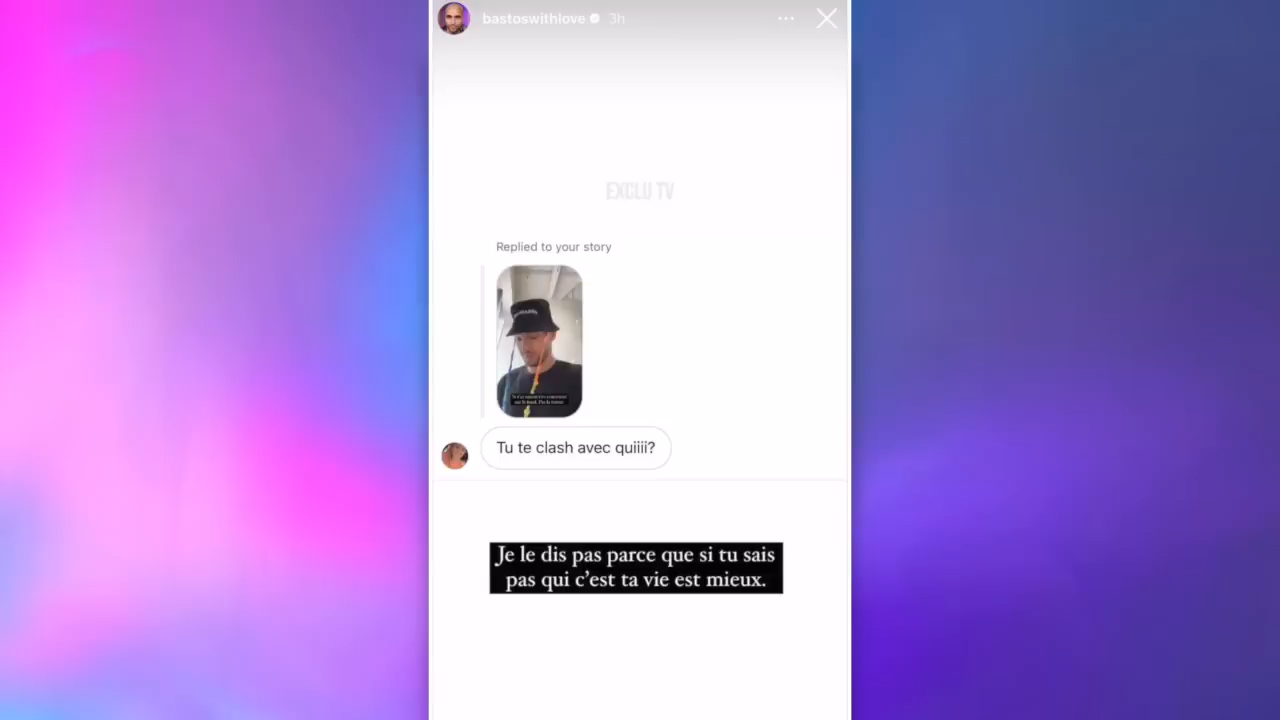 bastoswithlove 3h
EXCLU TV
Replied to your story
Tu te clash avec quiiii?
Je le dis pas parce que si tu sais
pas qui c’est ta vie est mieux.